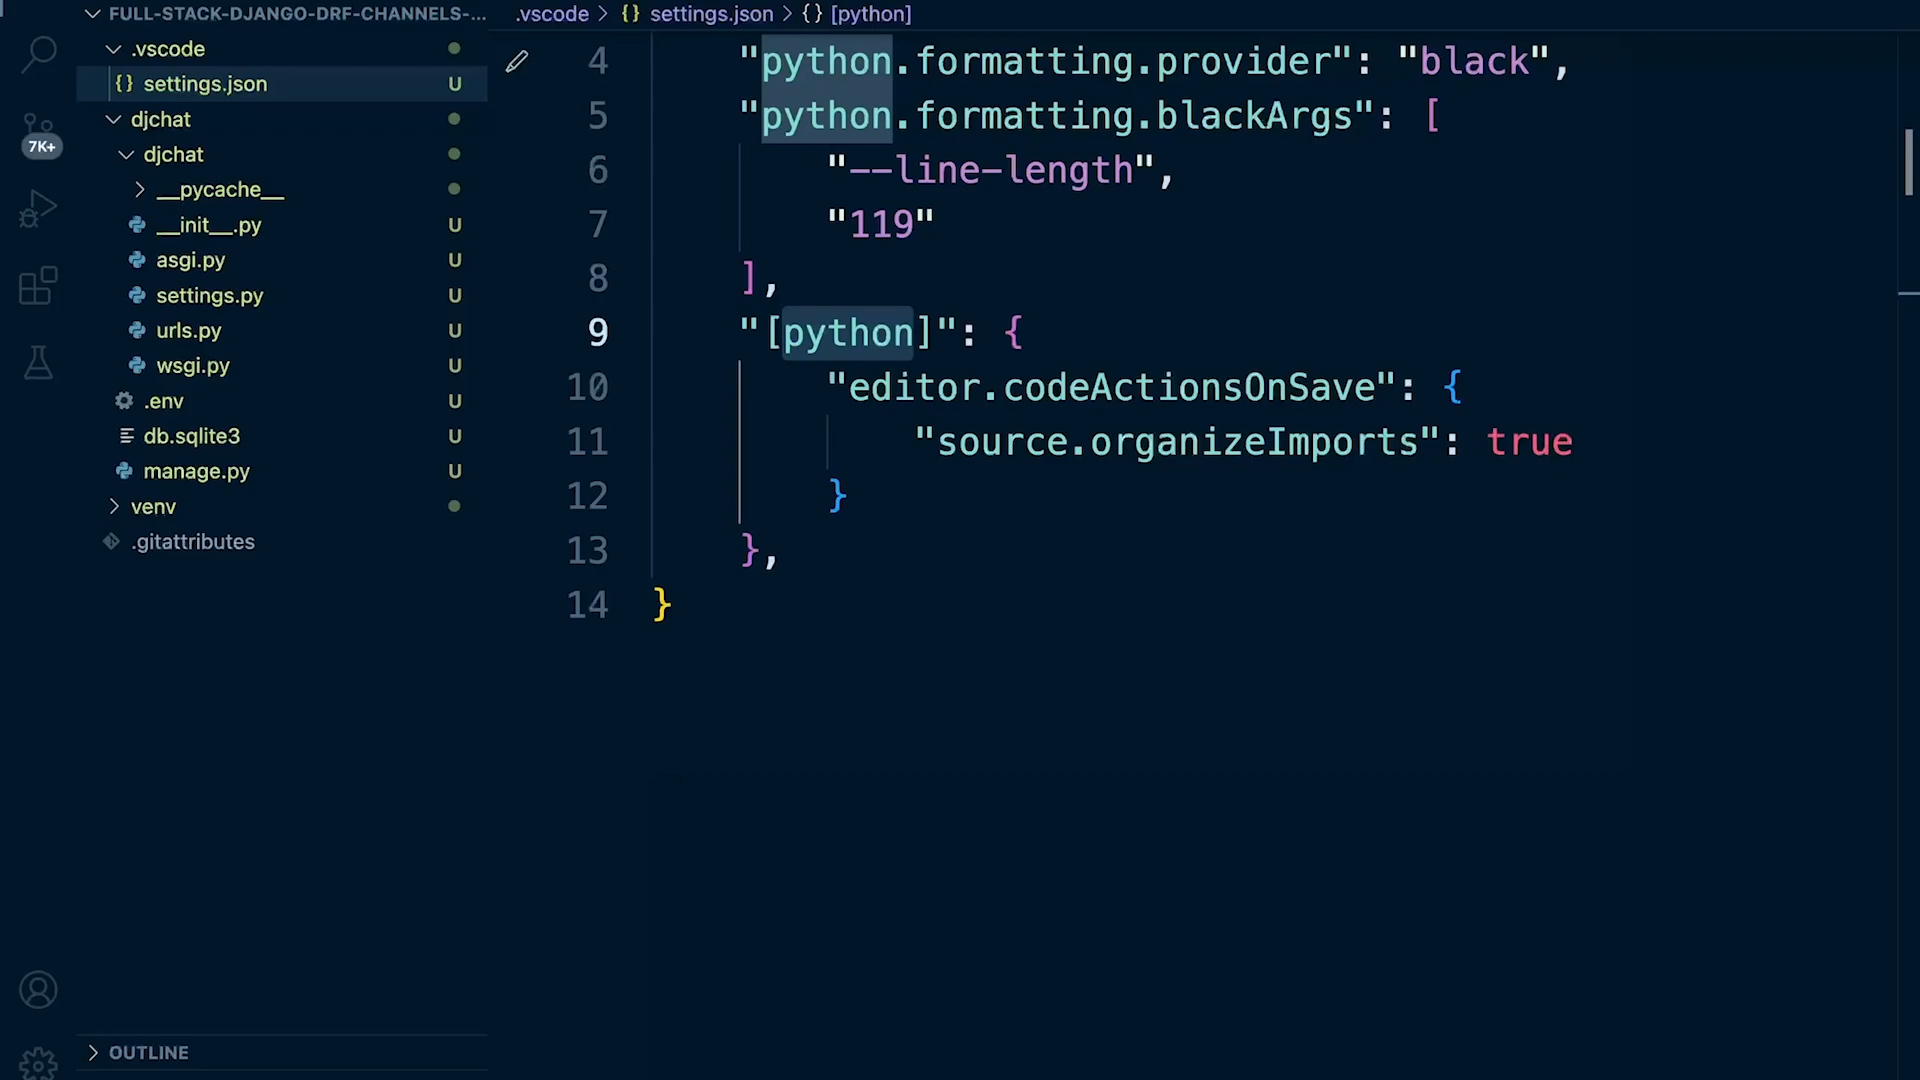 FULL-STACK-DJANGO-DRF-CHANNELS-...
.vscode
settings.json U
djchat
djchat
__pycache__
__init__.py U
asgi.py U
settings.py U
urls.py U
wsgi.py U
.env U
db.sqlite3 U
manage.py U
venv
.gitattributes
7K+
OUTLINE
.vscode > {} settings.json > {} [python]
4 "python.formatting.provider": "black",
5 "python.formatting.blackArgs": [
6 "--line-length",
7 "119"
8 ],
9 "[python]": {
10 "editor.codeActionsOnSave": {
11 "source.organizeImports": true
12 }
13 },
14 }